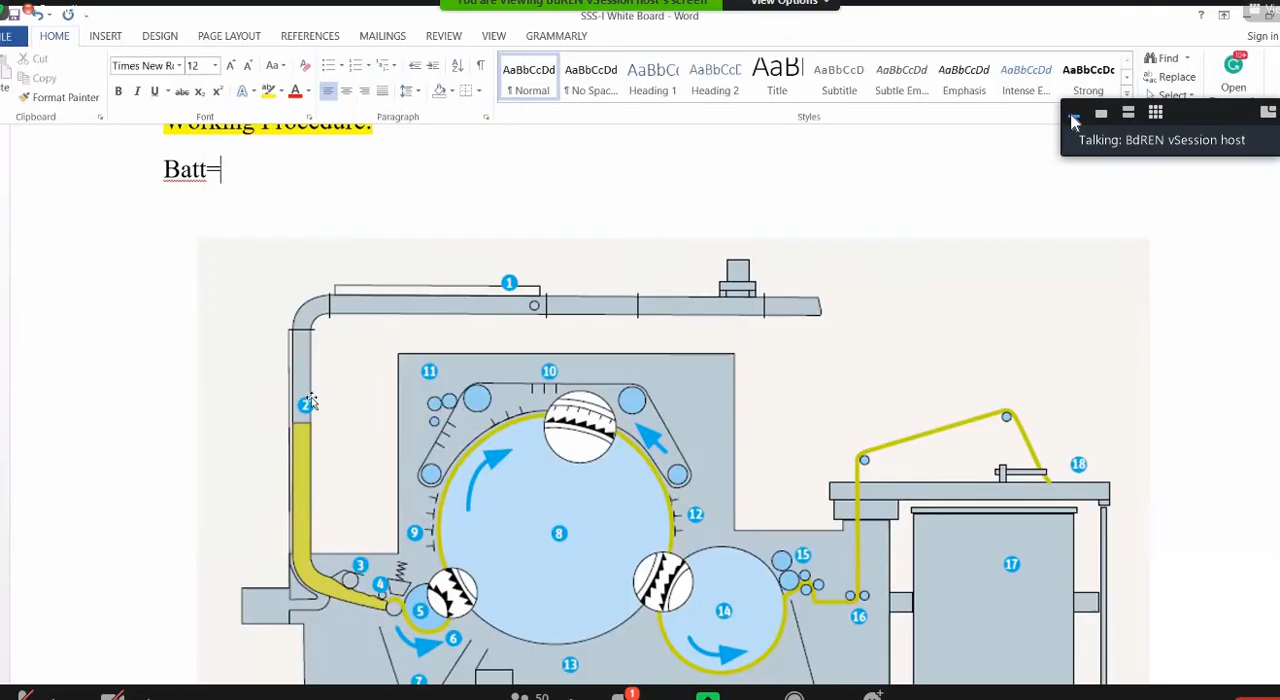 You are viewing BdREN vSession host's screen
View Options
SSS-I White Board - Word
HOME INSERT DESIGN PAGE LAYOUT REFERENCES MAILINGS REVIEW VIEW GRAMMARLY
Sign in
Cut
Copy
Format Painter
Clipboard
Times New Ro 12
Font
Paragraph
AaBbCcDd AaBbCcDd AaBbCc AaBbCcD AaBl AaBbCcD AaBbCcDd AaBbCcDd AaBbCcDd AaBbCcDc
¶ Normal ¶ No Spac... Heading 1 Heading 2 Title Subtitle Subtle Em... Emphasis Intense E... Strong
Styles
Find
Replace
Select
10+
Open
Talking: BdREN vSession host
Working Procedure:
Batt=
1
2
3
4
5
6
7
8
9
10
11
12
13
14
15
16
17
18
50
1